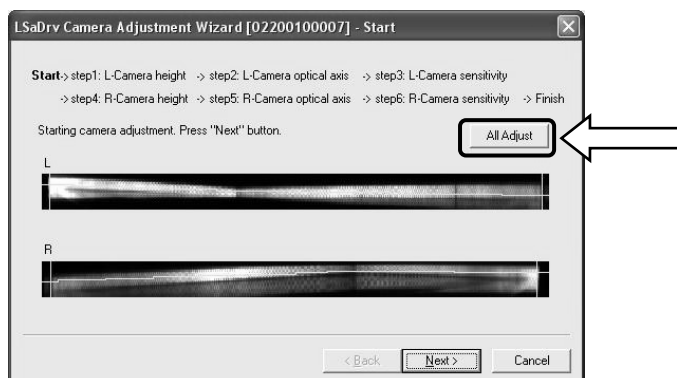 LSaDrv Camera Adjustment Wizard [02200100007] - Start
Start-> step1: L-Camera height -> step2: L-Camera optical axis -> step3: L-Camera sensitivity
-> step4: R-Camera height -> step5: R-Camera optical axis -> step6: R-Camera sensitivity -> Finish
Starting camera adjustment. Press "Next" button.
All Adjust
L
R
< Back
Next >
Cancel